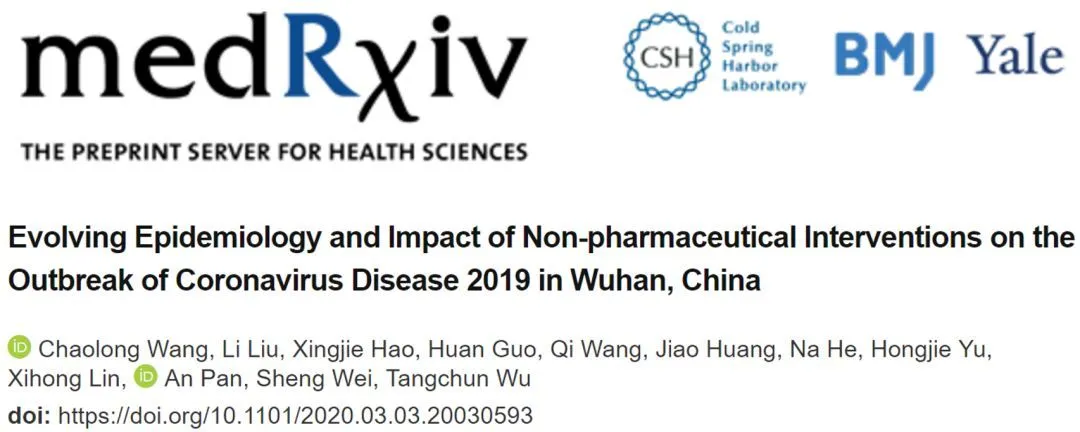 medRχiv
THE PREPRINT SERVER FOR HEALTH SCIENCES
CSH
Cold
Spring
Harbor
Laboratory
BMJ
Yale
Evolving Epidemiology and Impact of Non-pharmaceutical Interventions on the
Outbreak of Coronavirus Disease 2019 in Wuhan, China
iD Chaolong Wang, Li Liu, Xingjie Hao, Huan Guo, Qi Wang, Jiao Huang, Na He, Hongjie Yu,
Xihong Lin, iD An Pan, Sheng Wei, Tangchun Wu
doi: https://doi.org/10.1101/2020.03.03.20030593